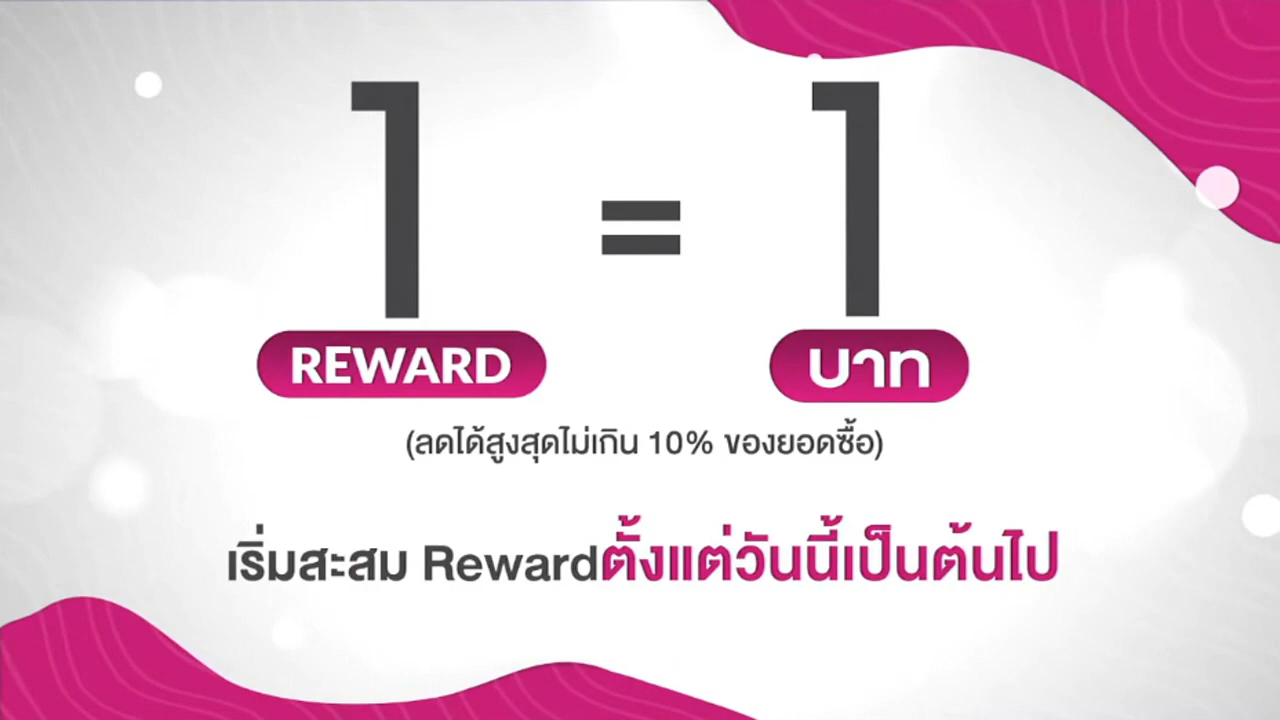 1 = 1
REWARD บาท
(ลดได้สูงสุดไม่เกิน 10% ของยอดซื้อ)
เริ่มสะสม Rewardตั้งแต่วันนี้เป็นต้นไป